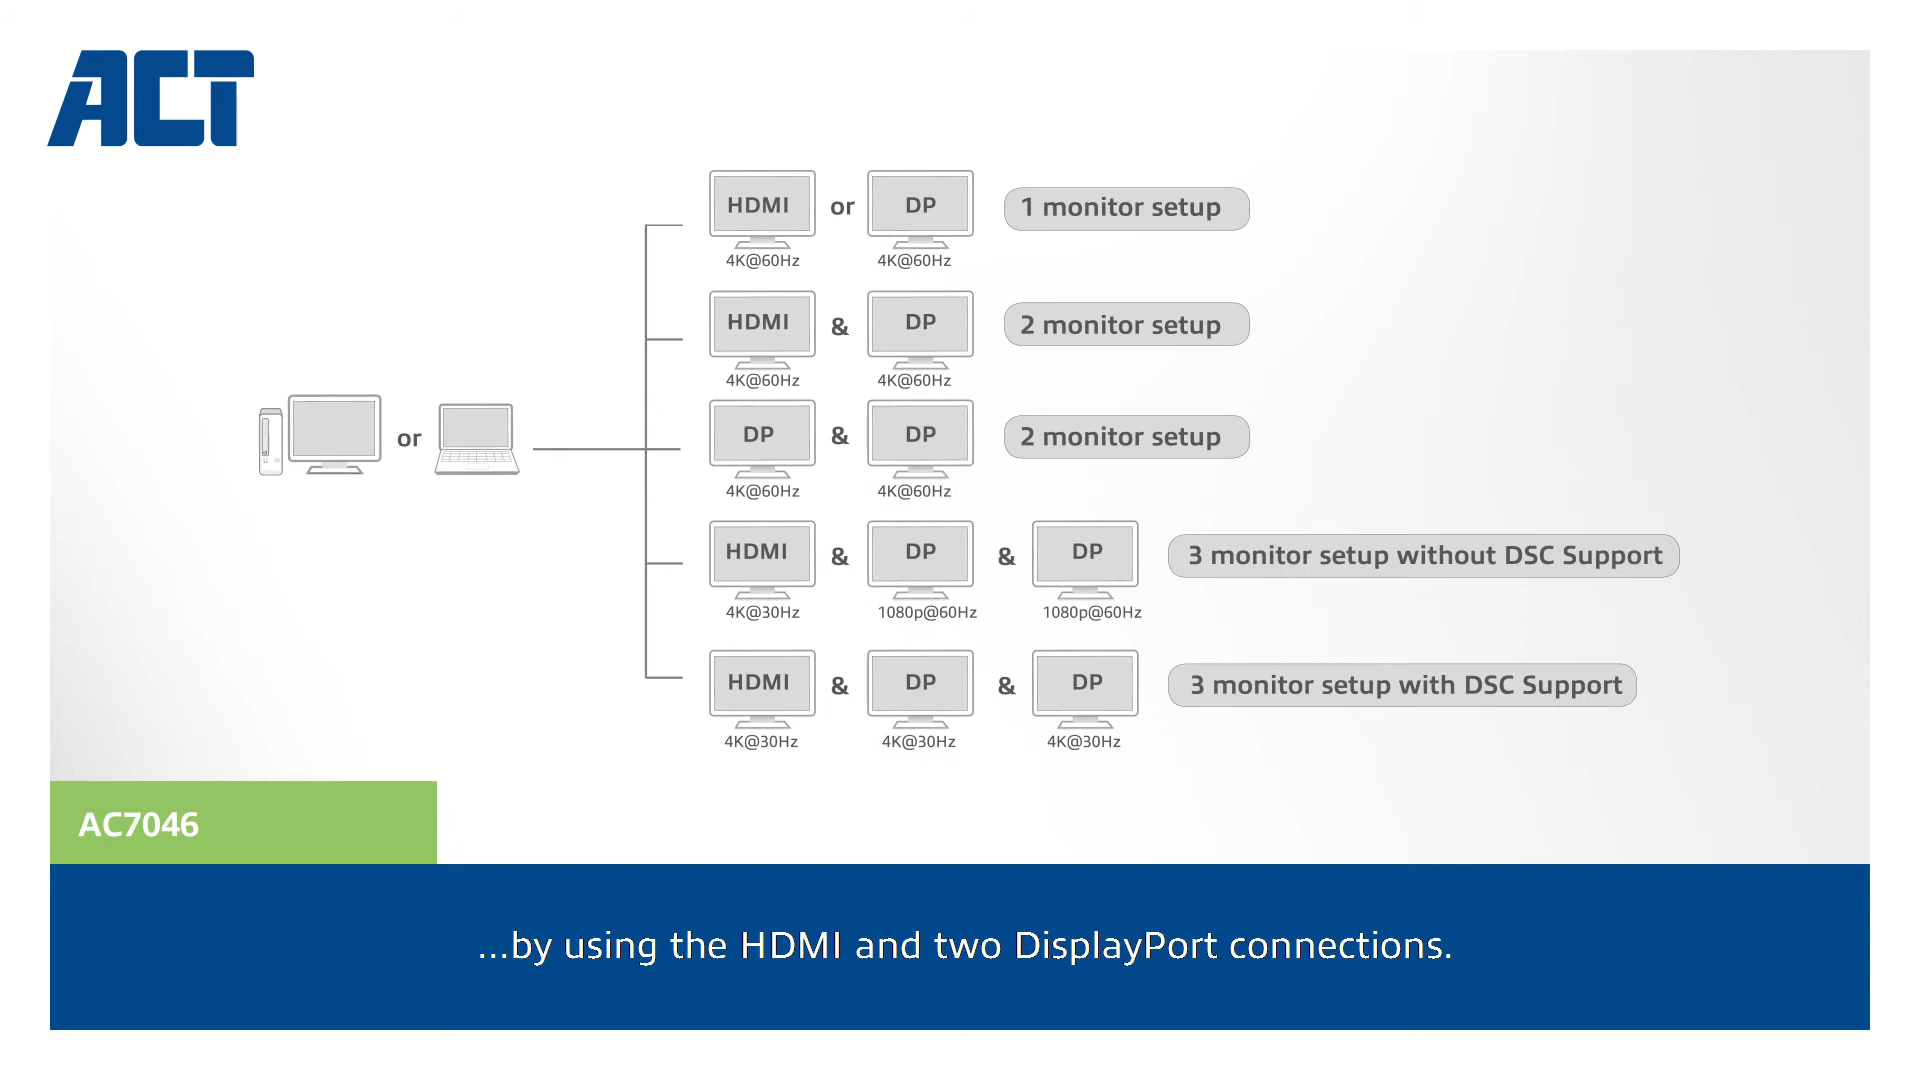 ACT
HDMI or DP 1 monitor setup
4K@60Hz 4K@60Hz
HDMI & DP 2 monitor setup
4K@60Hz 4K@60Hz
or
DP & DP 2 monitor setup
4K@60Hz 4K@60Hz
HDMI & DP & DP 3 monitor setup without DSC Support
4K@30Hz 1080p@60Hz 1080p@60Hz
HDMI & DP & DP 3 monitor setup with DSC Support
4K@30Hz 4K@30Hz 4K@30Hz
AC7046
...by using the HDMI and two DisplayPort connections.